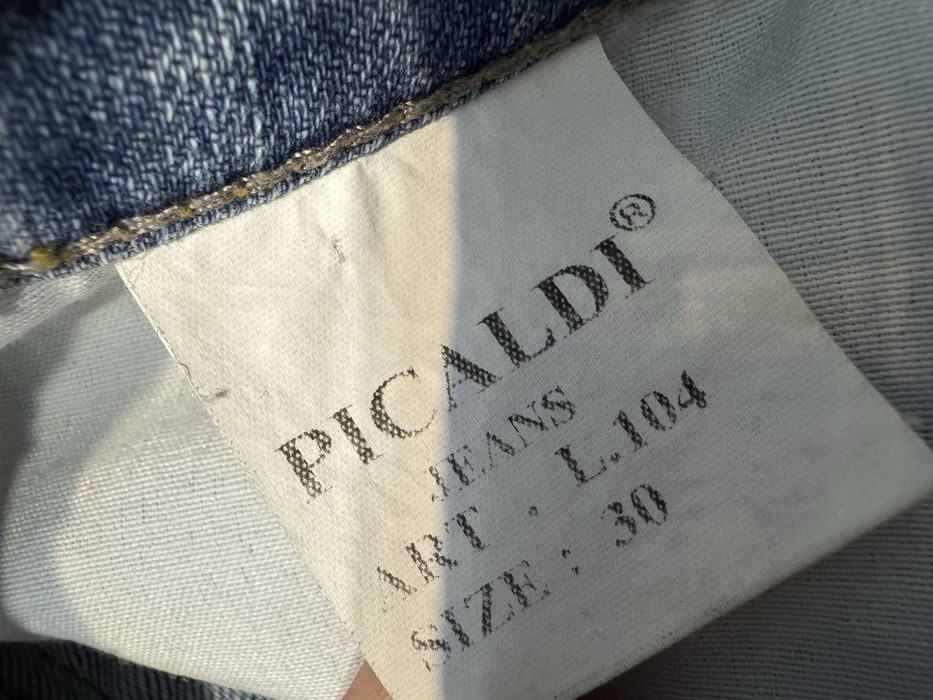 PICALDI®
JEANS
ART : L.104
SIZE : 30